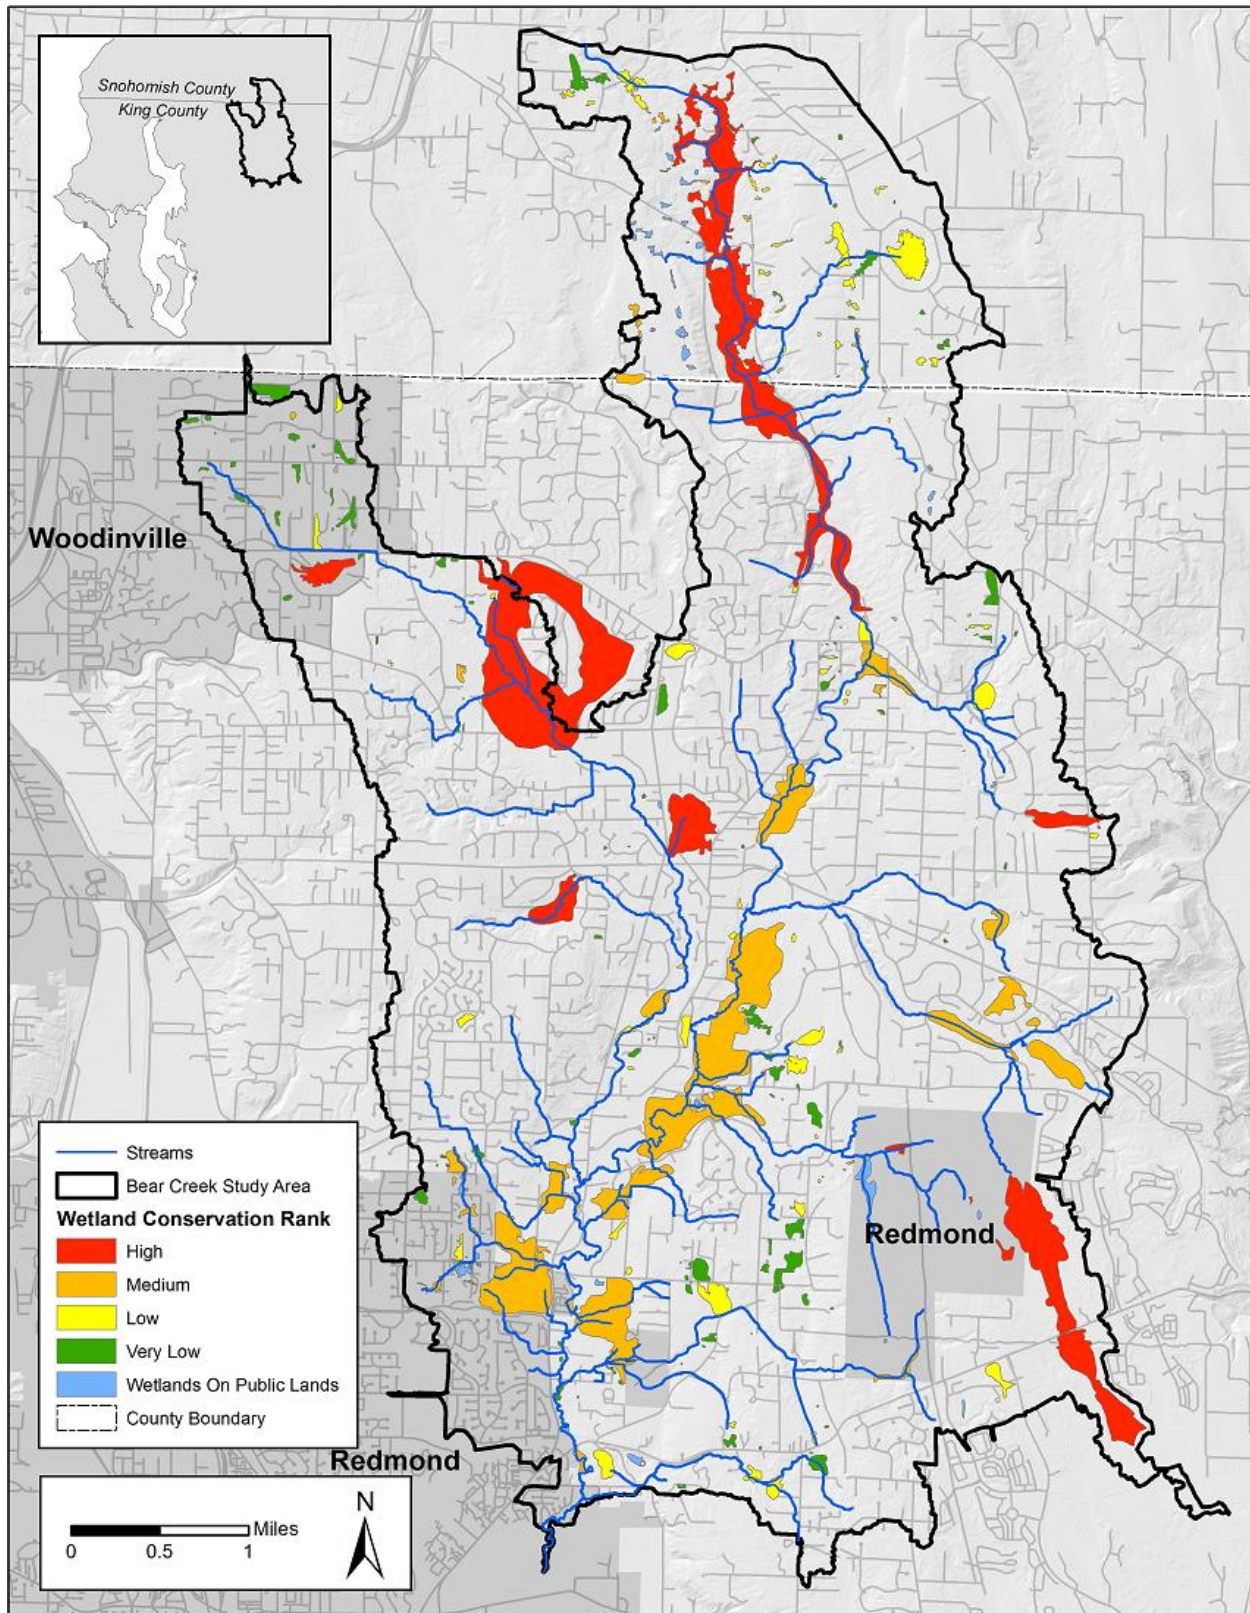 Snohomish County
King County
Woodinville
Redmond
Streams
Bear Creek Study Area
Wetland Conservation Rank
High
Medium
Low
Very Low
Wetlands On Public Lands
County Boundary
Redmond
N
Miles
0 0.5 1